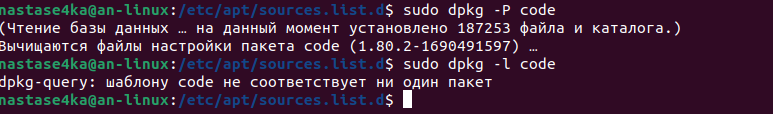 nastase4ka@an-linux:/etc/apt/sources.list.d$ sudo dpkg -P code
(Чтение базы данных … на данный момент установлено 187253 файла и каталога.)
Вычищаются файлы настройки пакета code (1.80.2-1690491597) …
nastase4ka@an-linux:/etc/apt/sources.list.d$ sudo dpkg -l code
dpkg-query: шаблону code не соответствует ни один пакет
nastase4ka@an-linux:/etc/apt/sources.list.d$